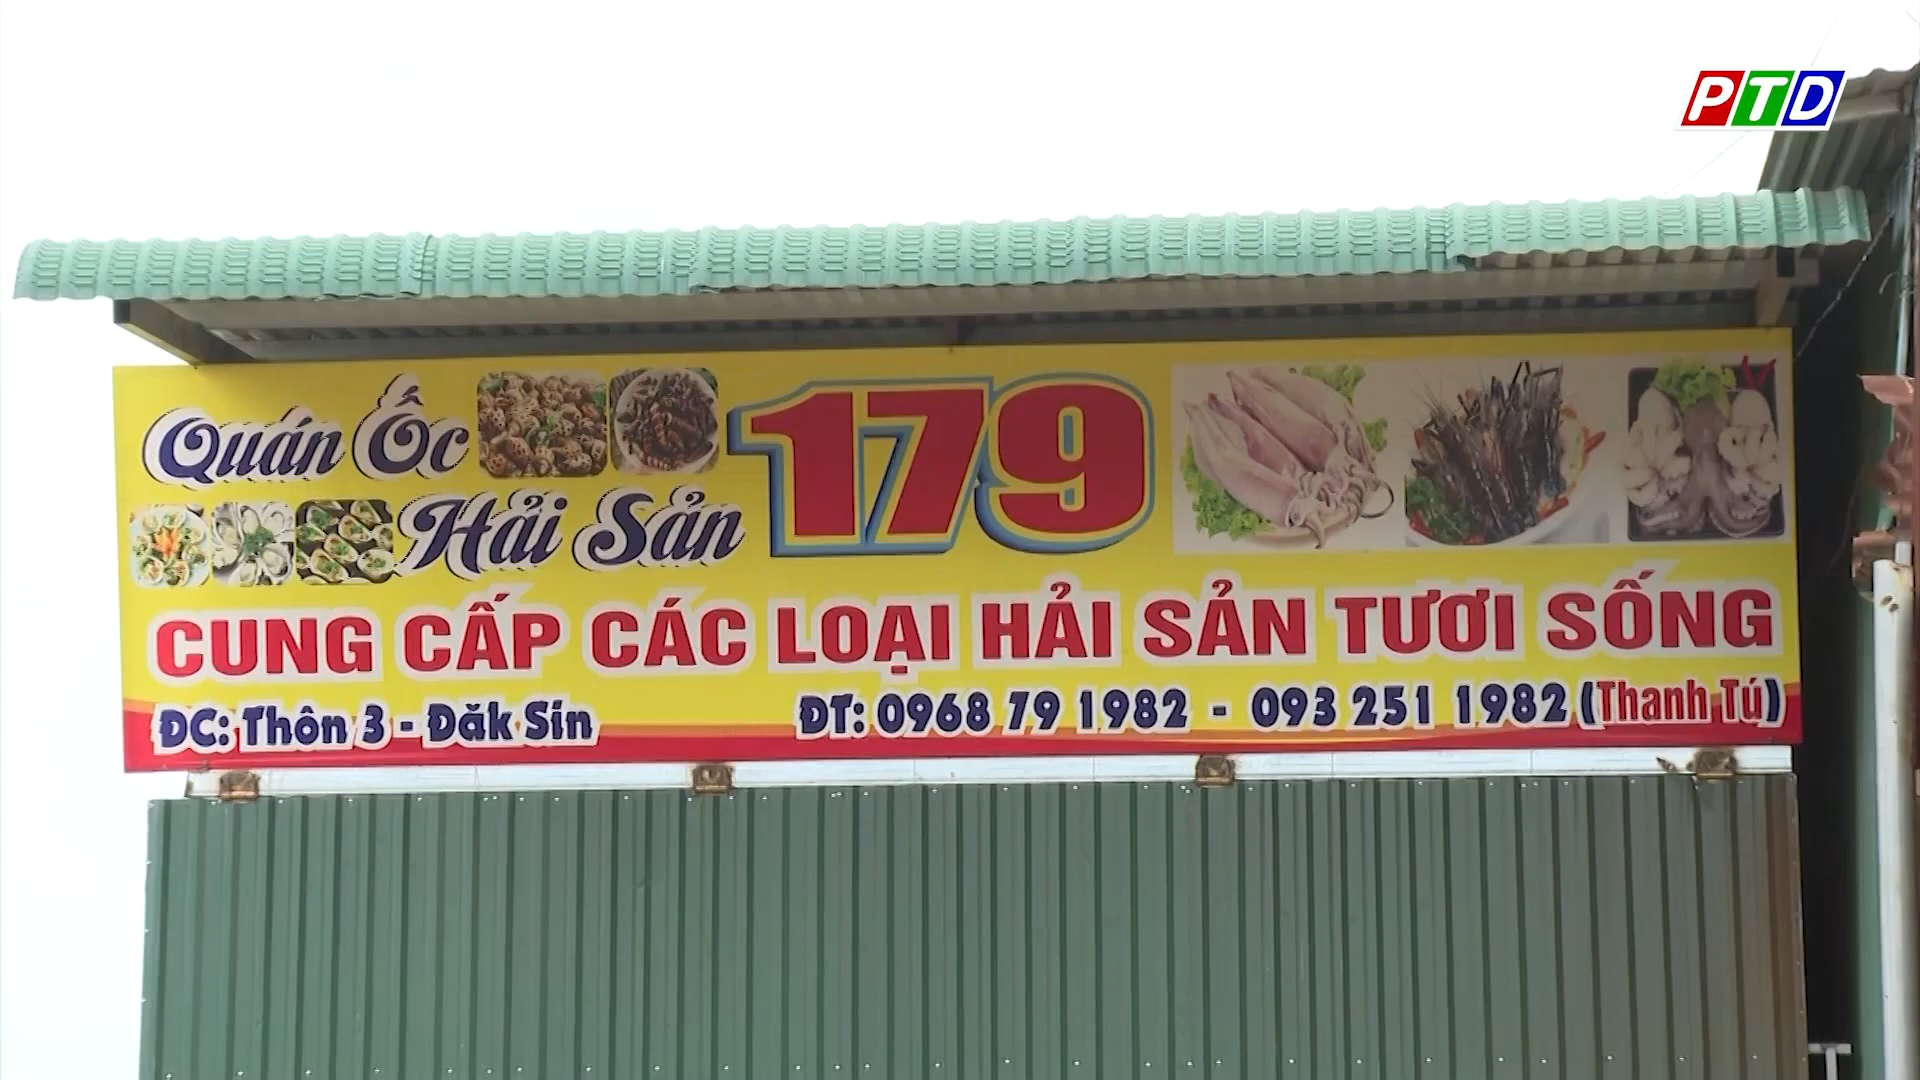 PTD
Quán Ốc
Hải Sản
179
CUNG CẤP CÁC LOẠI HẢI SẢN TƯƠI SỐNG
ĐC: Thôn 3 - Đăk Sin ĐT: 0968 79 1982 - 093 251 1982 (Thanh Tú)